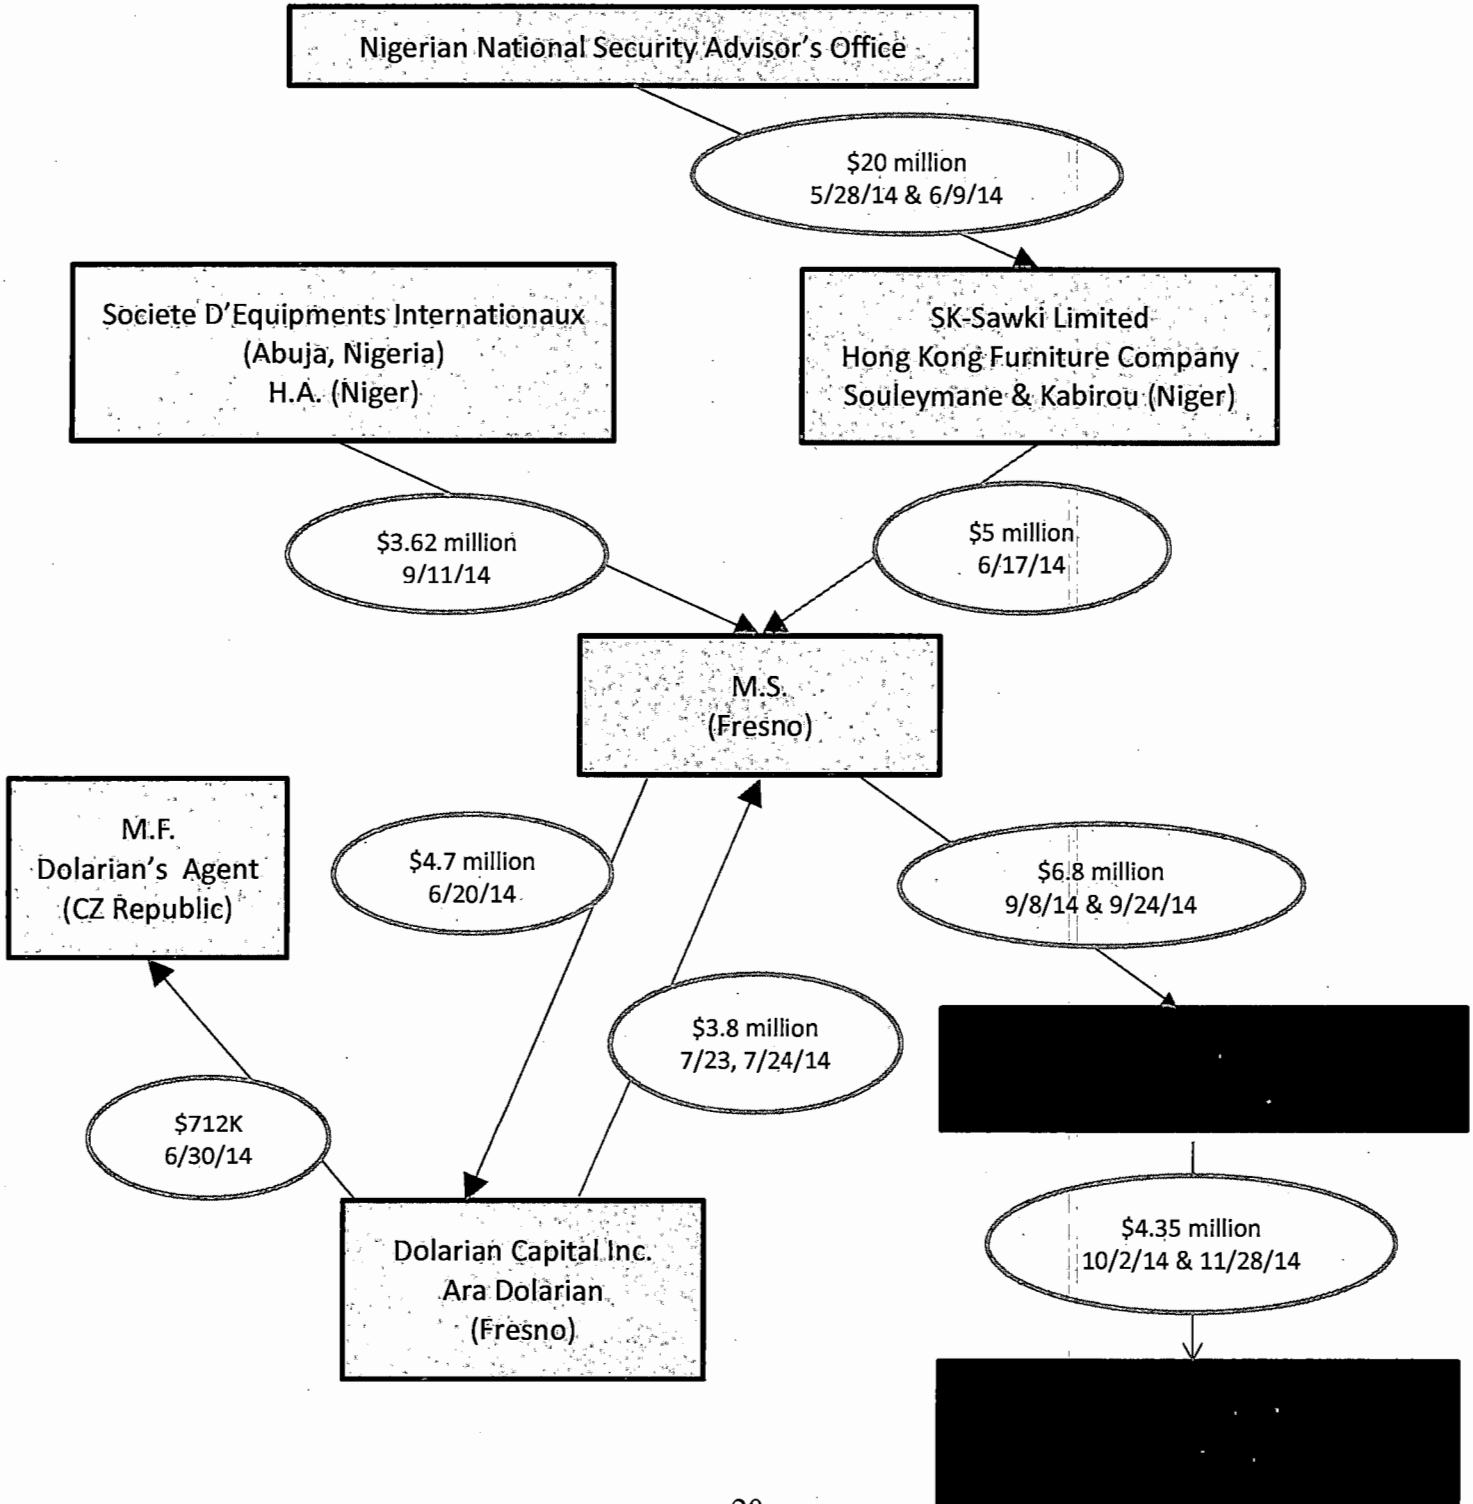 Nigerian National Security Advisor's Office
$20 million
5/28/14 & 6/9/14
Societe D'Equipments Internationaux
(Abuja, Nigeria)
H.A. (Niger)
SK-Sawki Limited
Hong Kong Furniture Company
Souleymane & Kabirou (Niger)
$3.62 million
9/11/14
$5 million
6/17/14
M.S.
(Fresno)
M.F.
Dolarian's Agent
(CZ Republic)
$4.7 million
6/20/14
$6.8 million
9/8/14 & 9/24/14
$3.8 million
7/23, 7/24/14
$712K
6/30/14
Dolarian Capital Inc.
Ara Dolarian
(Fresno)
$4.35 million
10/2/14 & 11/28/14